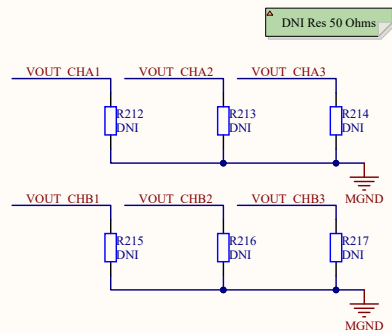 DNI Res 50 Ohms
VOUT_CHA1 VOUT_CHA2 VOUT_CHA3
R212 R213 R214
DNI DNI DNI
MGND
VOUT_CHB1 VOUT_CHB2 VOUT_CHB3
R215 R216 R217
DNI DNI DNI
MGND